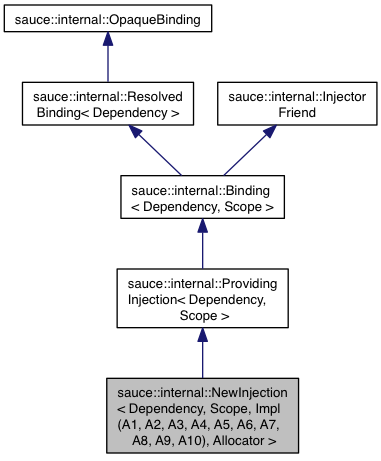 sauce::internal::OpaqueBinding
sauce::internal::Resolved
Binding< Dependency >
sauce::internal::Injector
Friend
sauce::internal::Binding
< Dependency, Scope >
sauce::internal::Providing
Injection< Dependency,
Scope >
sauce::internal::NewInjection
< Dependency, Scope, Impl
(A1, A2, A3, A4, A5, A6, A7,
A8, A9, A10), Allocator >